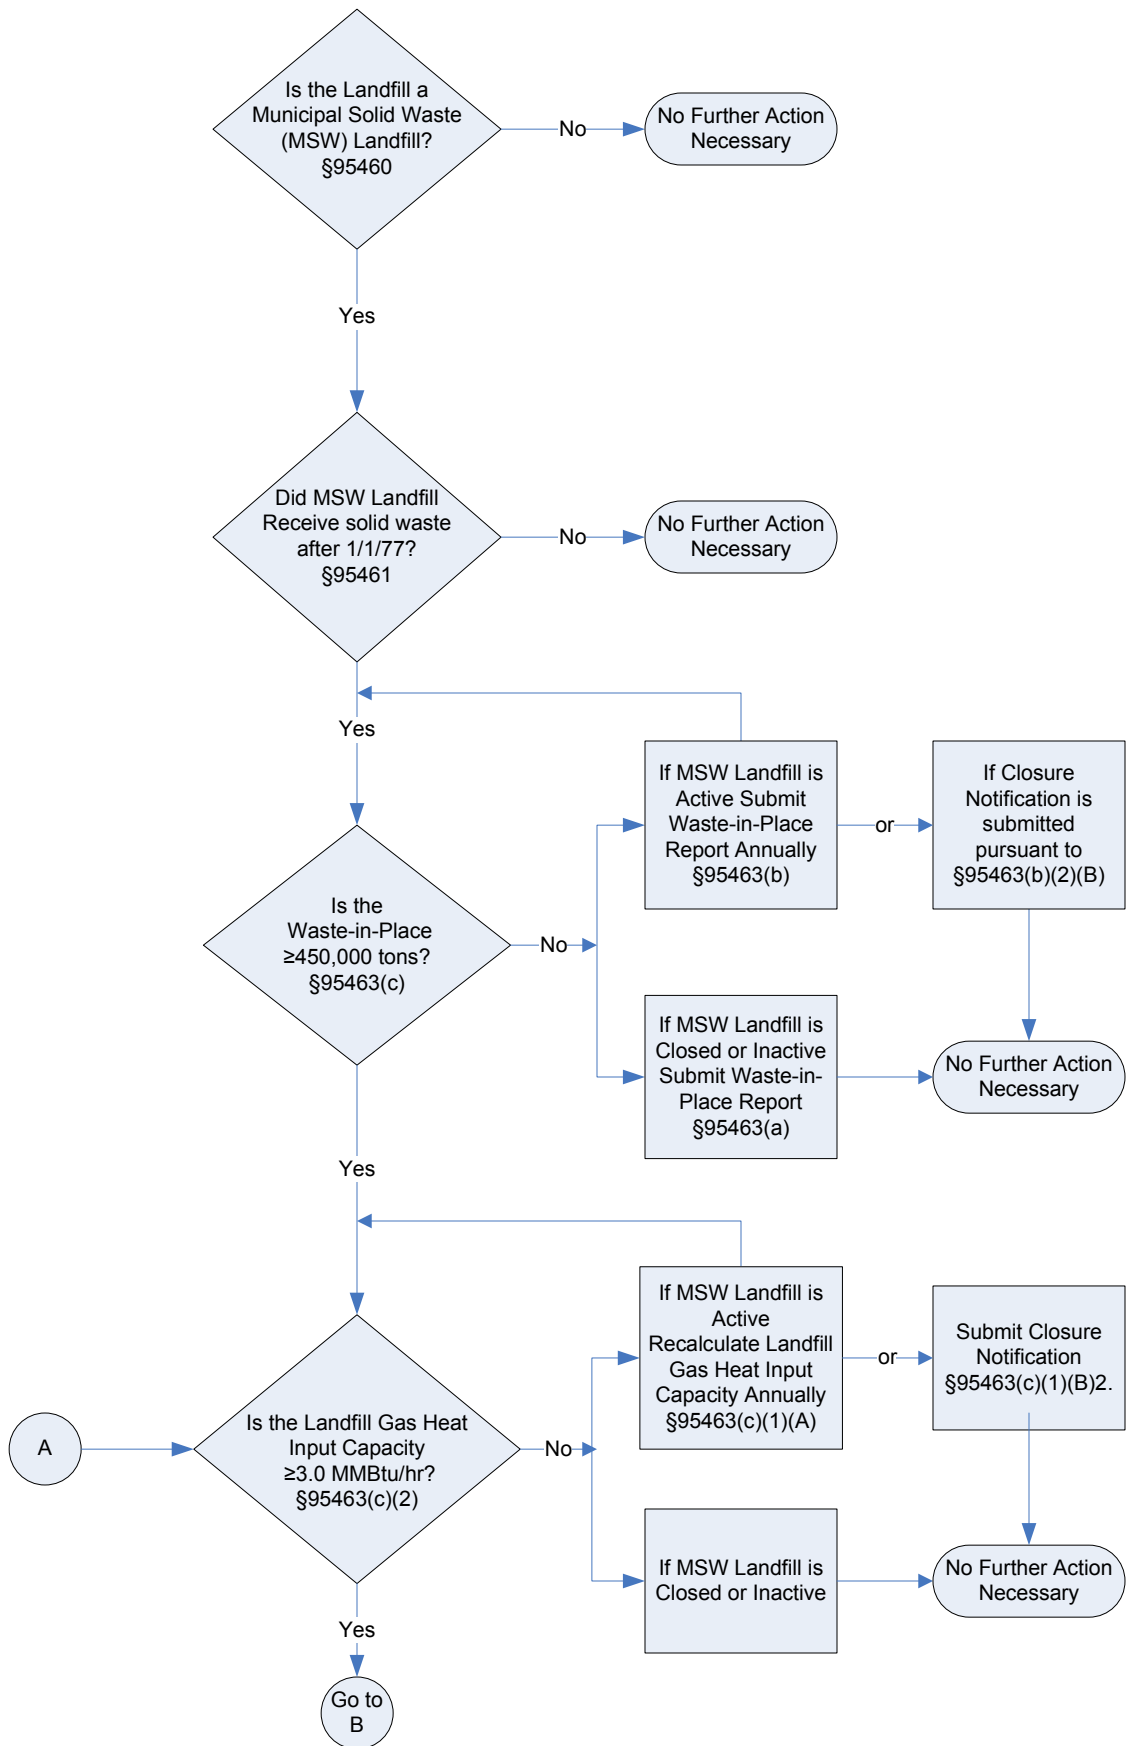 Is the Landfill a
Municipal Solid Waste
(MSW) Landfill?
§95460
No
No Further Action
Necessary
Yes
Did MSW Landfill
Receive solid waste
after 1/1/77?
§95461
No
No Further Action
Necessary
Yes
Is the
Waste-in-Place
≥450,000 tons?
§95463(c)
No
If MSW Landfill is
Active Submit
Waste-in-Place
Report Annually
§95463(b)
or
If Closure
Notification is
submitted
pursuant to
§95463(b)(2)(B)
If MSW Landfill is
Closed or Inactive
Submit Waste-in-
Place Report
§95463(a)
No Further Action
Necessary
Yes
A
Is the Landfill Gas Heat
Input Capacity
≥3.0 MMBtu/hr?
§95463(c)(2)
No
If MSW Landfill is
Active
Recalculate Landfill
Gas Heat Input
Capacity Annually
§95463(c)(1)(A)
or
Submit Closure
Notification
§95463(c)(1)(B)2.
If MSW Landfill is
Closed or Inactive
No Further Action
Necessary
Yes
Go to
B